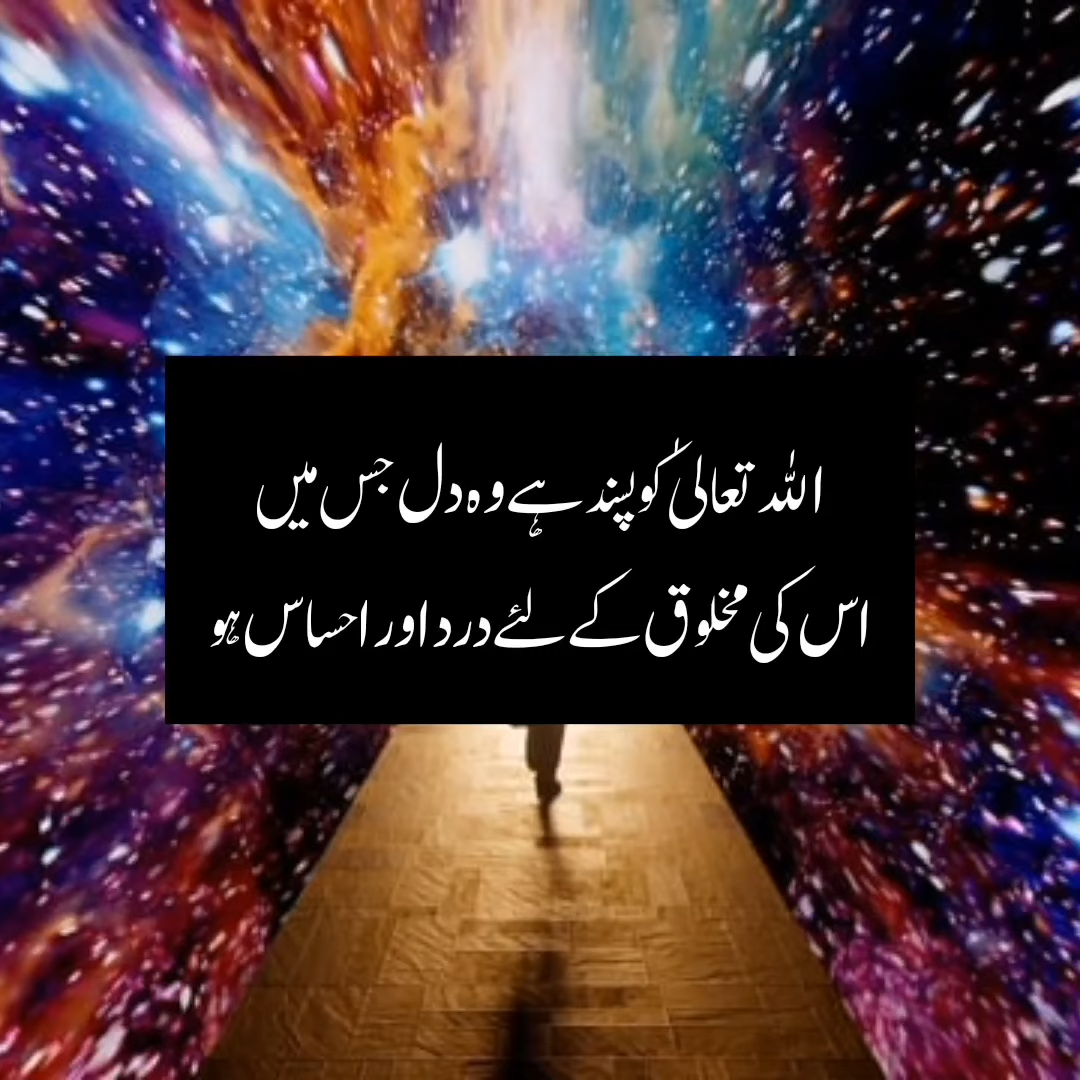 اللہ تعالیٰ کو پسند ہے وہ دل جس میں
اس کی مخلوق کے لئے درد اور احساس ہو